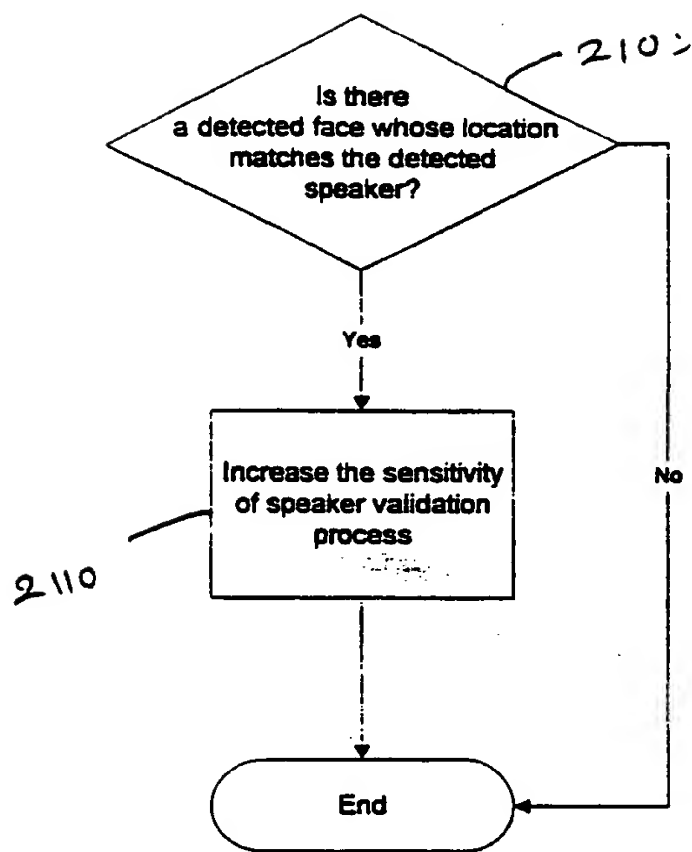 Is there
a detected face whose location
matches the detected
speaker?
Yes
Increase the sensitivity
of speaker validation
process
No
2110
End